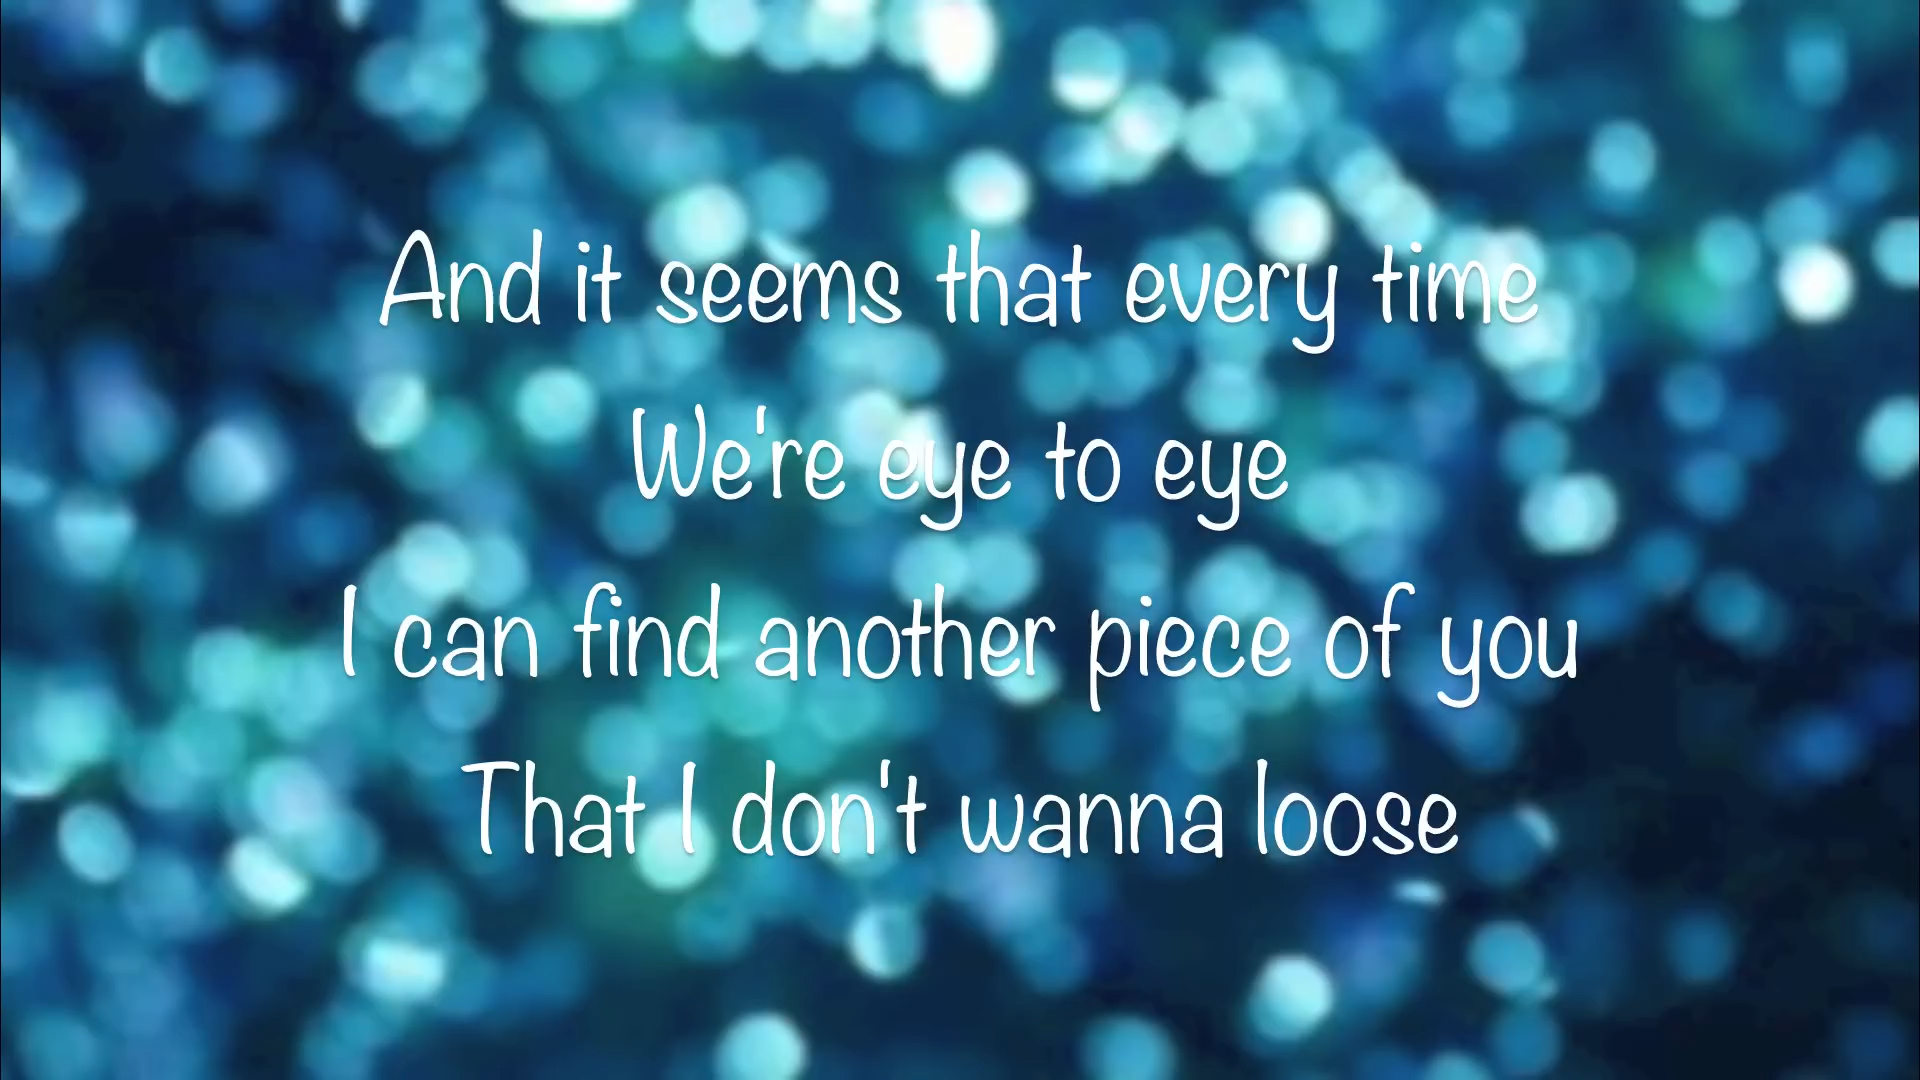 And it seems that every time
We're eye to eye
I can find another piece of you
That I don't wanna loose